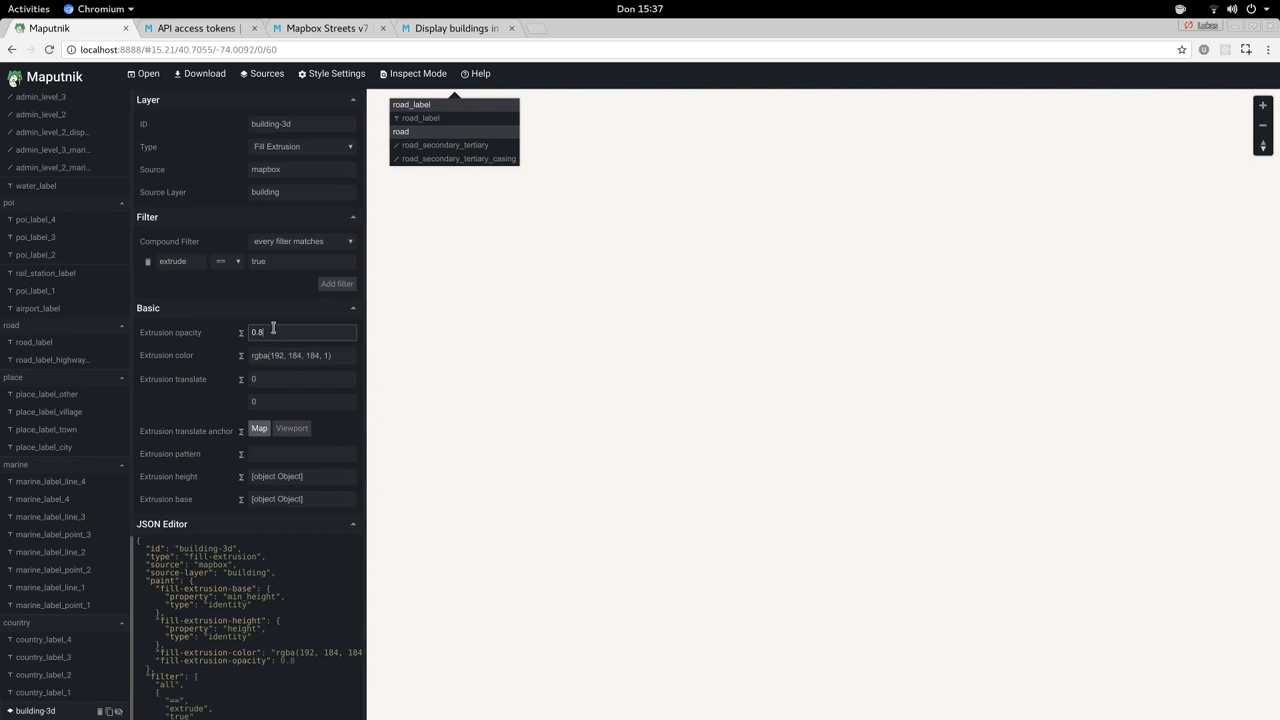 Activities
Chromium
Don 15:37
Maputnik
API access tokens |
Mapbox Streets v7
Display buildings in
Lukas
localhost:8888/#15.21/40.7055/-74.0092/0/60
Maputnik
Open
Download
Sources
Style Settings
Inspect Mode
Help
admin_level_3
admin_level_2
admin_level_2_disp...
admin_level_3_mari...
admin_level_2_mari...
water_label
poi
poi_label_4
poi_label_3
poi_label_2
rail_station_label
poi_label_1
airport_label
road
road_label
road_label_highway...
place
place_label_other
place_label_village
place_label_town
place_label_city
marine
marine_label_line_4
marine_label_4
marine_label_line_3
marine_label_point_3
marine_label_line_2
marine_label_point_2
marine_label_line_1
marine_label_point_1
country
country_label_4
country_label_3
country_label_2
country_label_1
building-3d
Layer
ID building-3d
Type Fill Extrusion
Source mapbox
Source Layer building
Filter
Compound Filter every filter matches
extrude == true
Add filter
Basic
Extrusion opacity Σ 0.8
Extrusion color Σ rgba(192, 184, 184, 1)
Extrusion translate Σ 0
0
Extrusion translate anchor Σ Map Viewport
Extrusion pattern Σ
Extrusion height Σ [object Object]
Extrusion base Σ [object Object]
JSON Editor
{
"id": "building-3d",
"type": "fill-extrusion",
"source": "mapbox",
"source-layer": "building",
"paint": {
"fill-extrusion-base": {
"property": "min_height",
"type": "identity"
},
"fill-extrusion-height": {
"property": "height",
"type": "identity"
},
"fill-extrusion-color": "rgba(192, 184, 184
"fill-extrusion-opacity": 0.8
},
"filter": [
"all",
[
"==",
"extrude",
"true"
road_label
road_label
road
road_secondary_tertiary
road_secondary_tertiary_casing